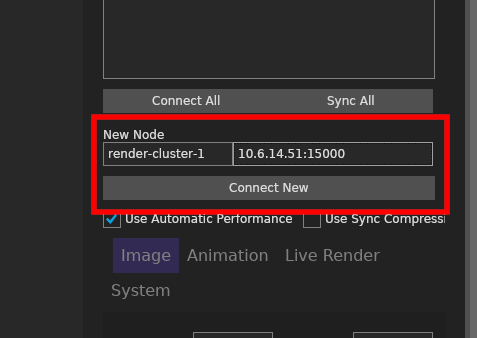 Connect All Sync All
New Node
render-cluster-1 10.6.14.51:15000
Connect New
Use Automatic Performance Use Sync
Image Animation Live Render
System